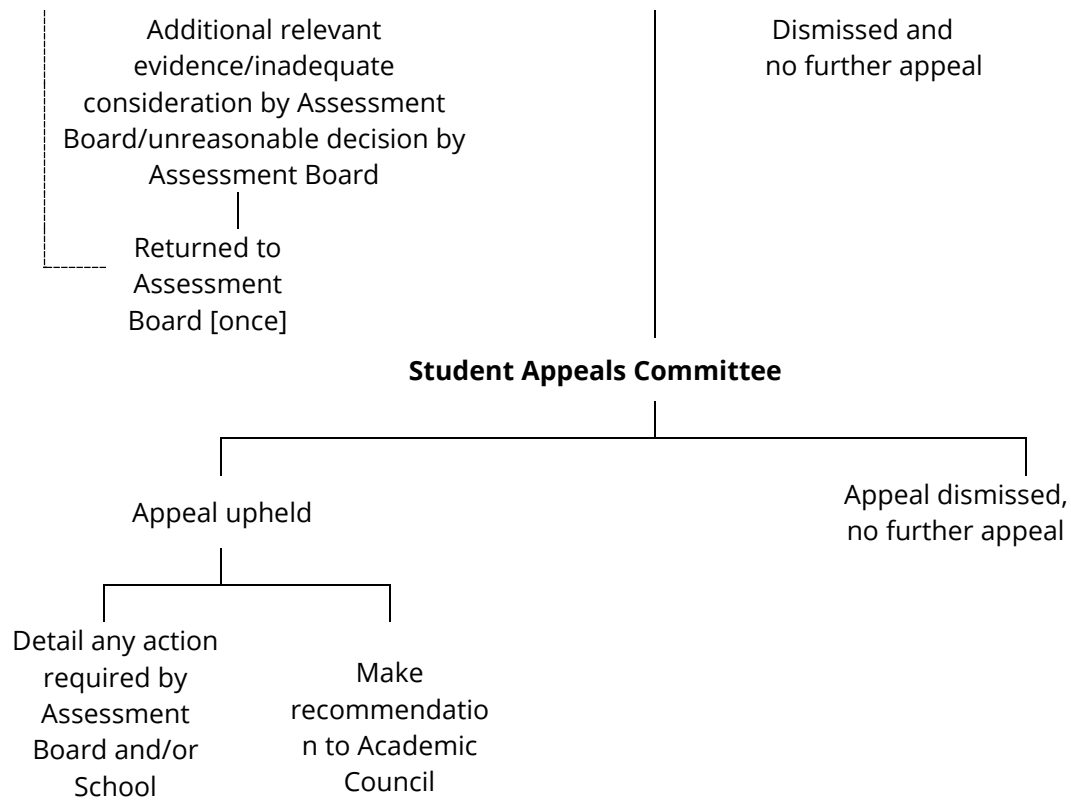 Additional relevant
evidence/inadequate
consideration by Assessment
Board/unreasonable decision by
Assessment Board
Dismissed and
no further appeal
Returned to
Assessment
Board [once]
Student Appeals Committee
Appeal upheld
Appeal dismissed,
no further appeal
Detail any action
required by
Assessment
Board and/or
School
Make
recommendatio
n to Academic
Council